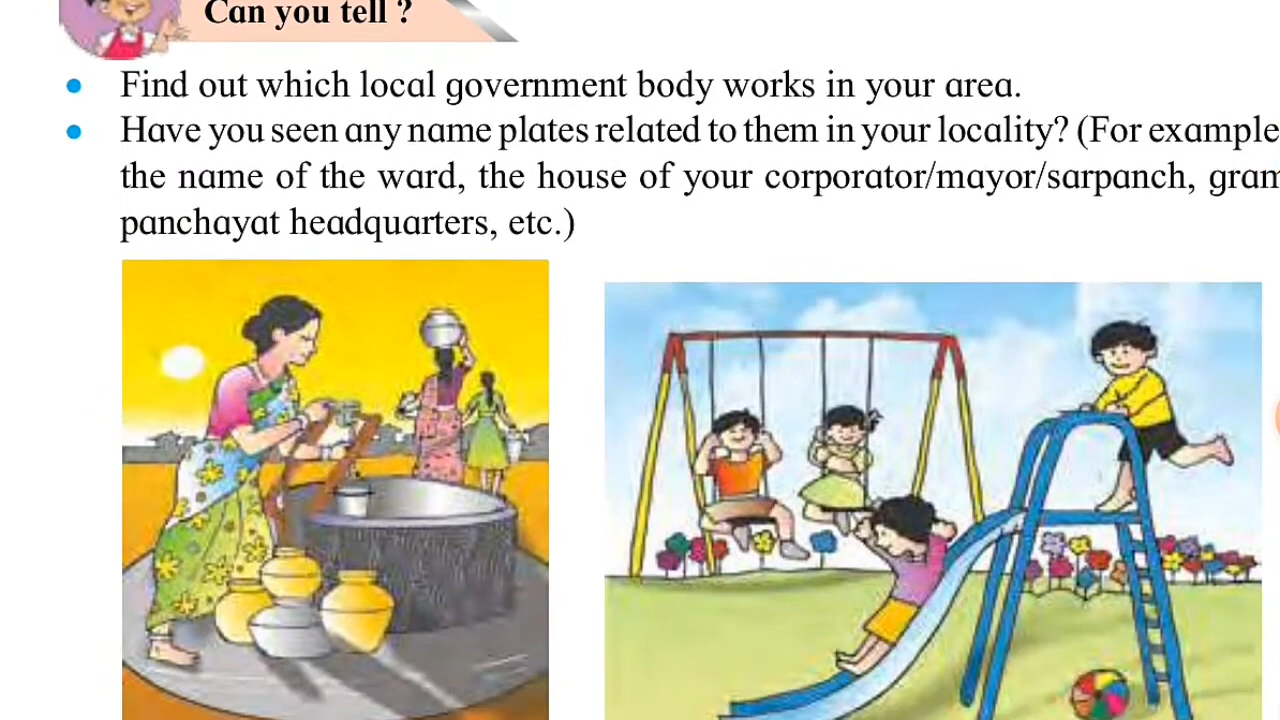 Can you tell ?
• Find out which local government body works in your area.
• Have you seen any name plates related to them in your locality? (For example
the name of the ward, the house of your corporator/mayor/sarpanch, gram
panchayat headquarters, etc.)